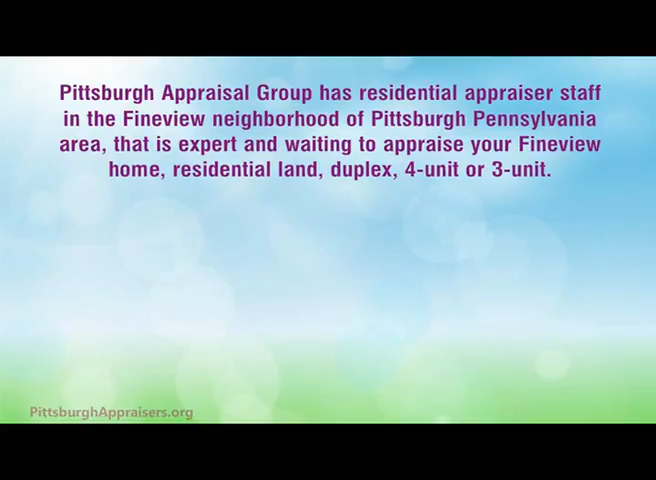 Pittsburgh Appraisal Group has residential appraiser staff
in the Fineview neighborhood of Pittsburgh Pennsylvania
area, that is expert and waiting to appraise your Fineview
home, residential land, duplex, 4-unit or 3-unit.
PittsburghAppraisers.org